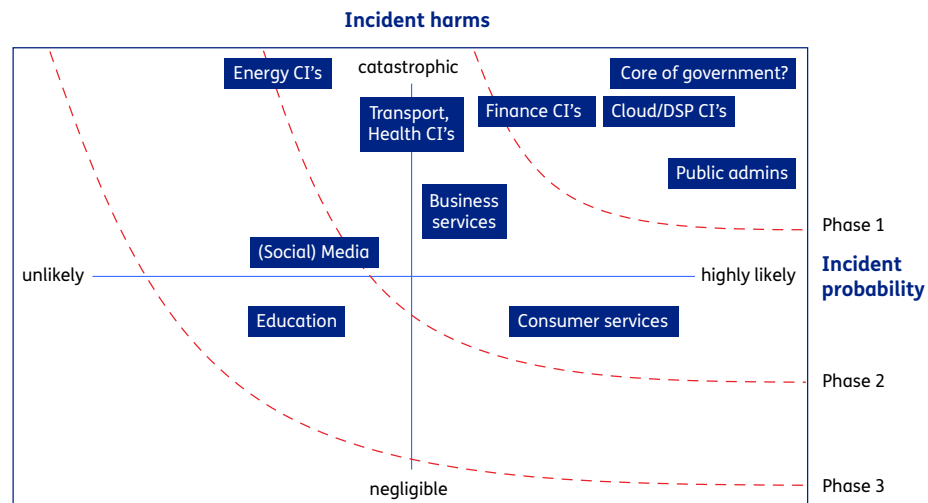 Incident harms
catastrophic
Energy CI's
Core of government?
Transport,
Health CI's
Finance CI's
Cloud/DSP CI's
Public admins
Business
services
Phase 1
(Social) Media
unlikely
highly likely
Incident
probability
Education
Consumer services
Phase 2
negligible
Phase 3